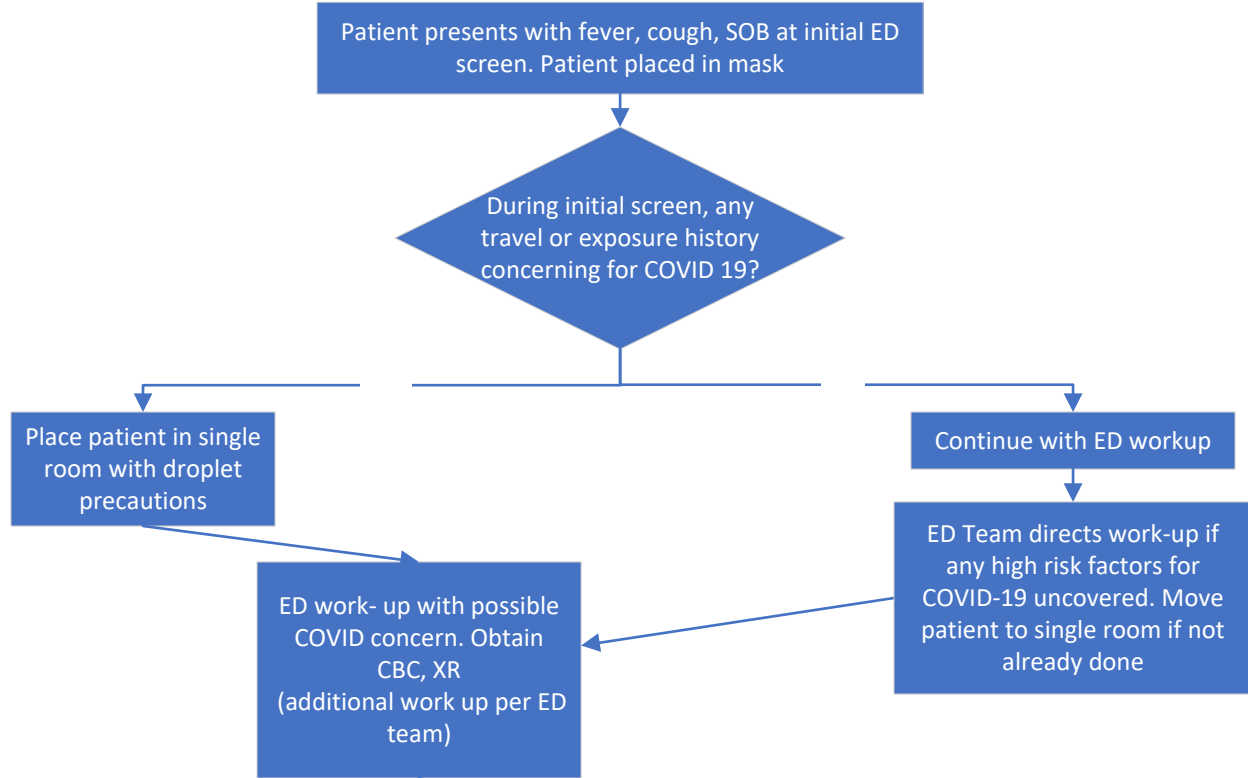 Patient presents with fever, cough, SOB at initial ED
screen. Patient placed in mask
During initial screen, any
travel or exposure history
concerning for COVID 19?
Place patient in single
room with droplet
precautions
Continue with ED workup
ED Team directs work-up if
any high risk factors for
COVID-19 uncovered. Move
patient to single room if not
already done
ED work- up with possible
COVID concern. Obtain
CBC, XR
(additional work up per ED
team)